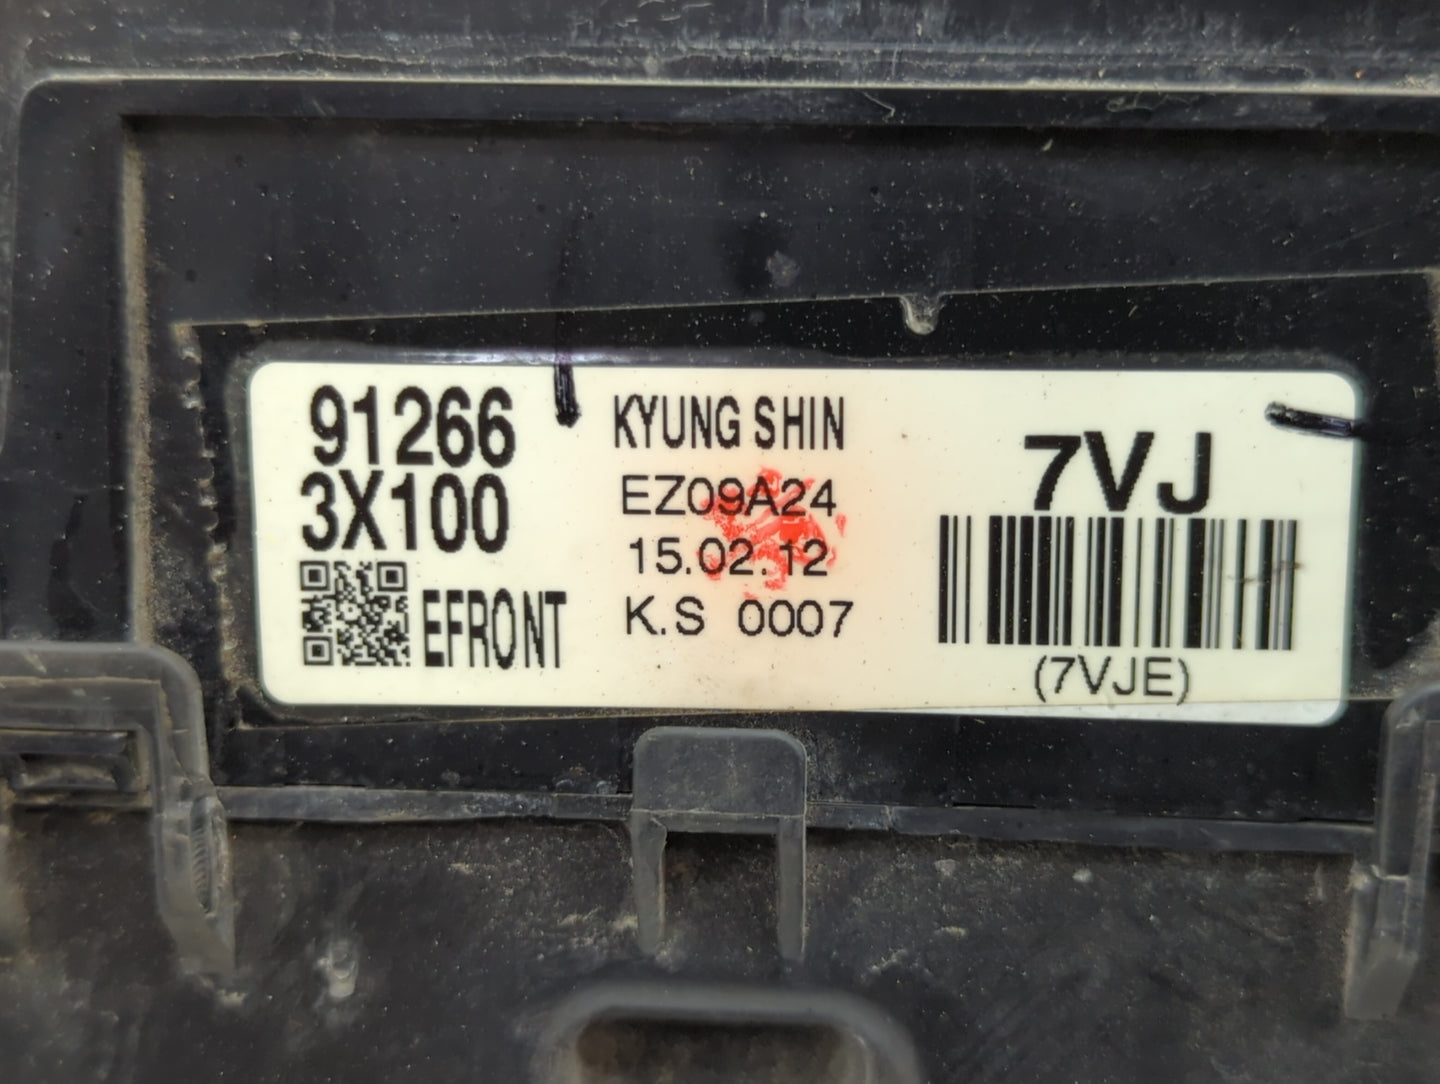 91266
3X100
EFRONT
KYUNG SHIN
EZ09A24
15.02.12
K.S 0007
7VJ
(7VJE)